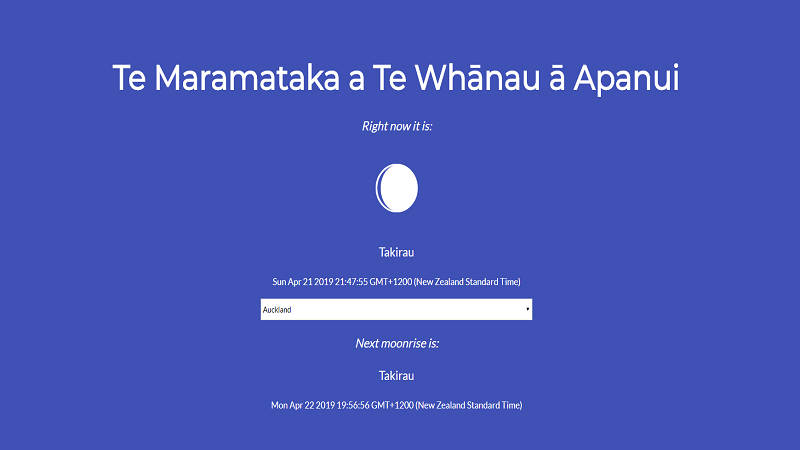 Te Maramataka a Te Whānau ā Apanui
Right now it is:
Takirau
Sun Apr 21 2019 21:47:55 GMT+1200 (New Zealand Standard Time)
Auckland
Next moonrise is:
Takirau
Mon Apr 22 2019 19:56:56 GMT+1200 (New Zealand Standard Time)